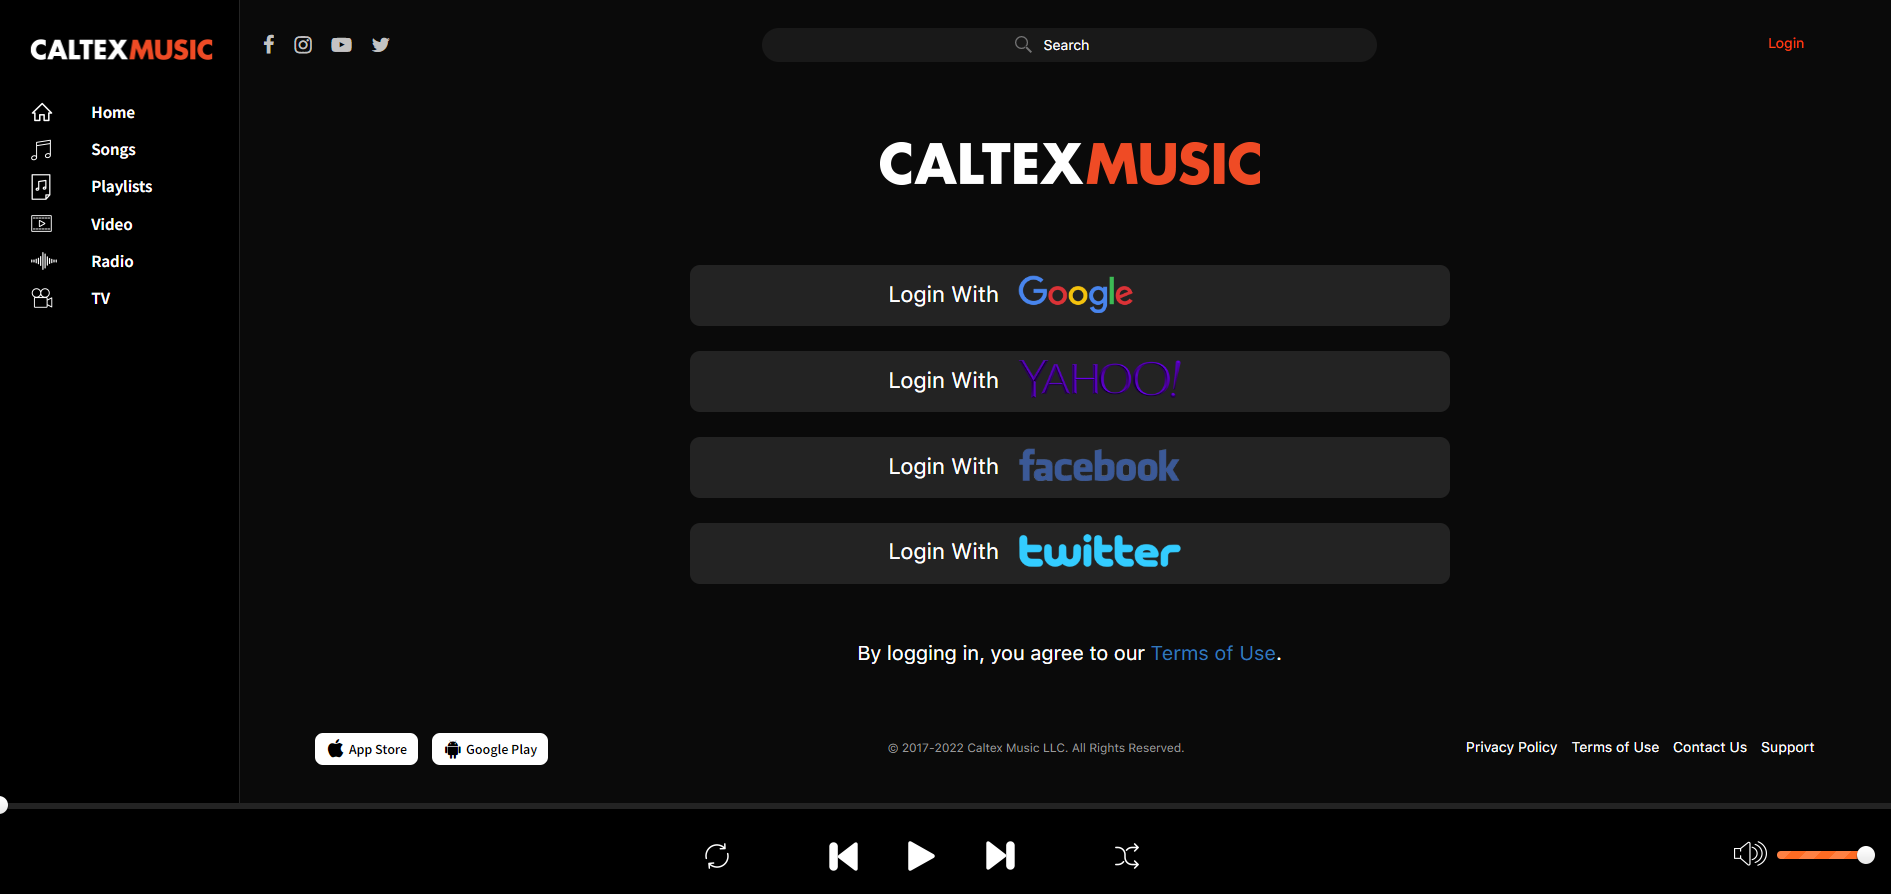 CALTEXMUSIC
Home
Songs
Playlists
Video
Radio
TV
Search
Login
CALTEXMUSIC
Login With Google
Login With YAHOO!
Login With facebook
Login With twitter
By logging in, you agree to our Terms of Use.
App Store
Google Play
© 2017-2022 Caltex Music LLC. All Rights Reserved.
Privacy Policy Terms of Use Contact Us Support